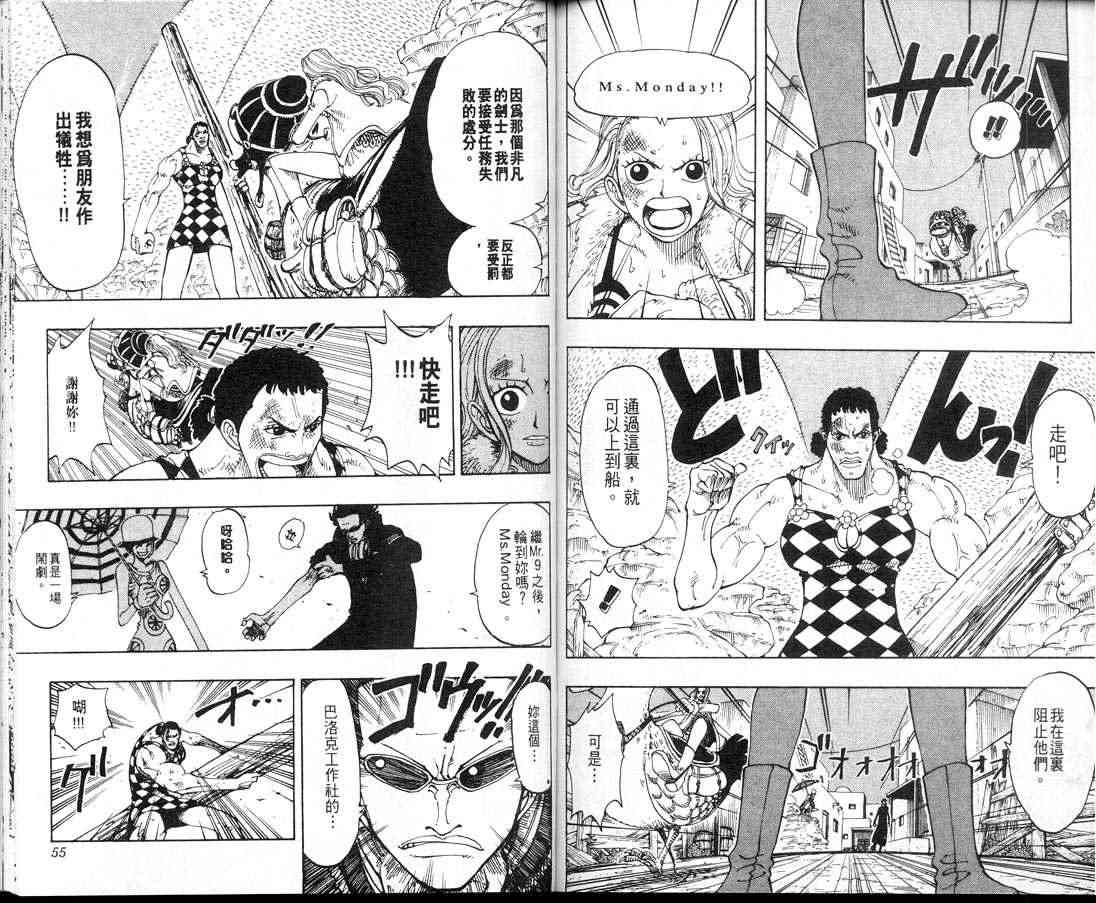 ザッ
!!
Ms.Monday!!
走吧！
どんっ!!
クイッ
通過這裏，就
可以上到船。
!!
我在這裏
阻止他們。
オオオオ
可是…
因爲那個非凡
的劍士，我們
要接受任務失
敗的處分。
反正都
要受罰
，
我想爲朋友作
出犧牲……!!
快走吧
!!!
ダダダッ…!!
謝謝妳!!
繼Mr.9之後，
輪到妳嗎？
Ms.Monday。
呀哈哈。
真是一場
鬧劇。
妳這個…
ゴウッ!!
巴洛克工作社的…
オ…
嘲!!!
ゲ
55